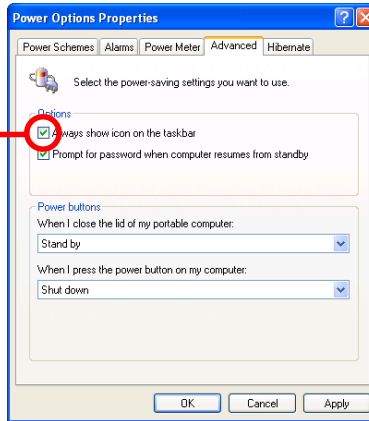 Power Options Properties
Power Schemes Alarms Power Meter Advanced Hibernate
Select the power-saving settings you want to use.
Options
Always show icon on the taskbar
Prompt for password when computer resumes from standby
Power buttons
When I close the lid of my portable computer:
Stand by
When I press the power button on my computer:
Shut down
OK Cancel Apply